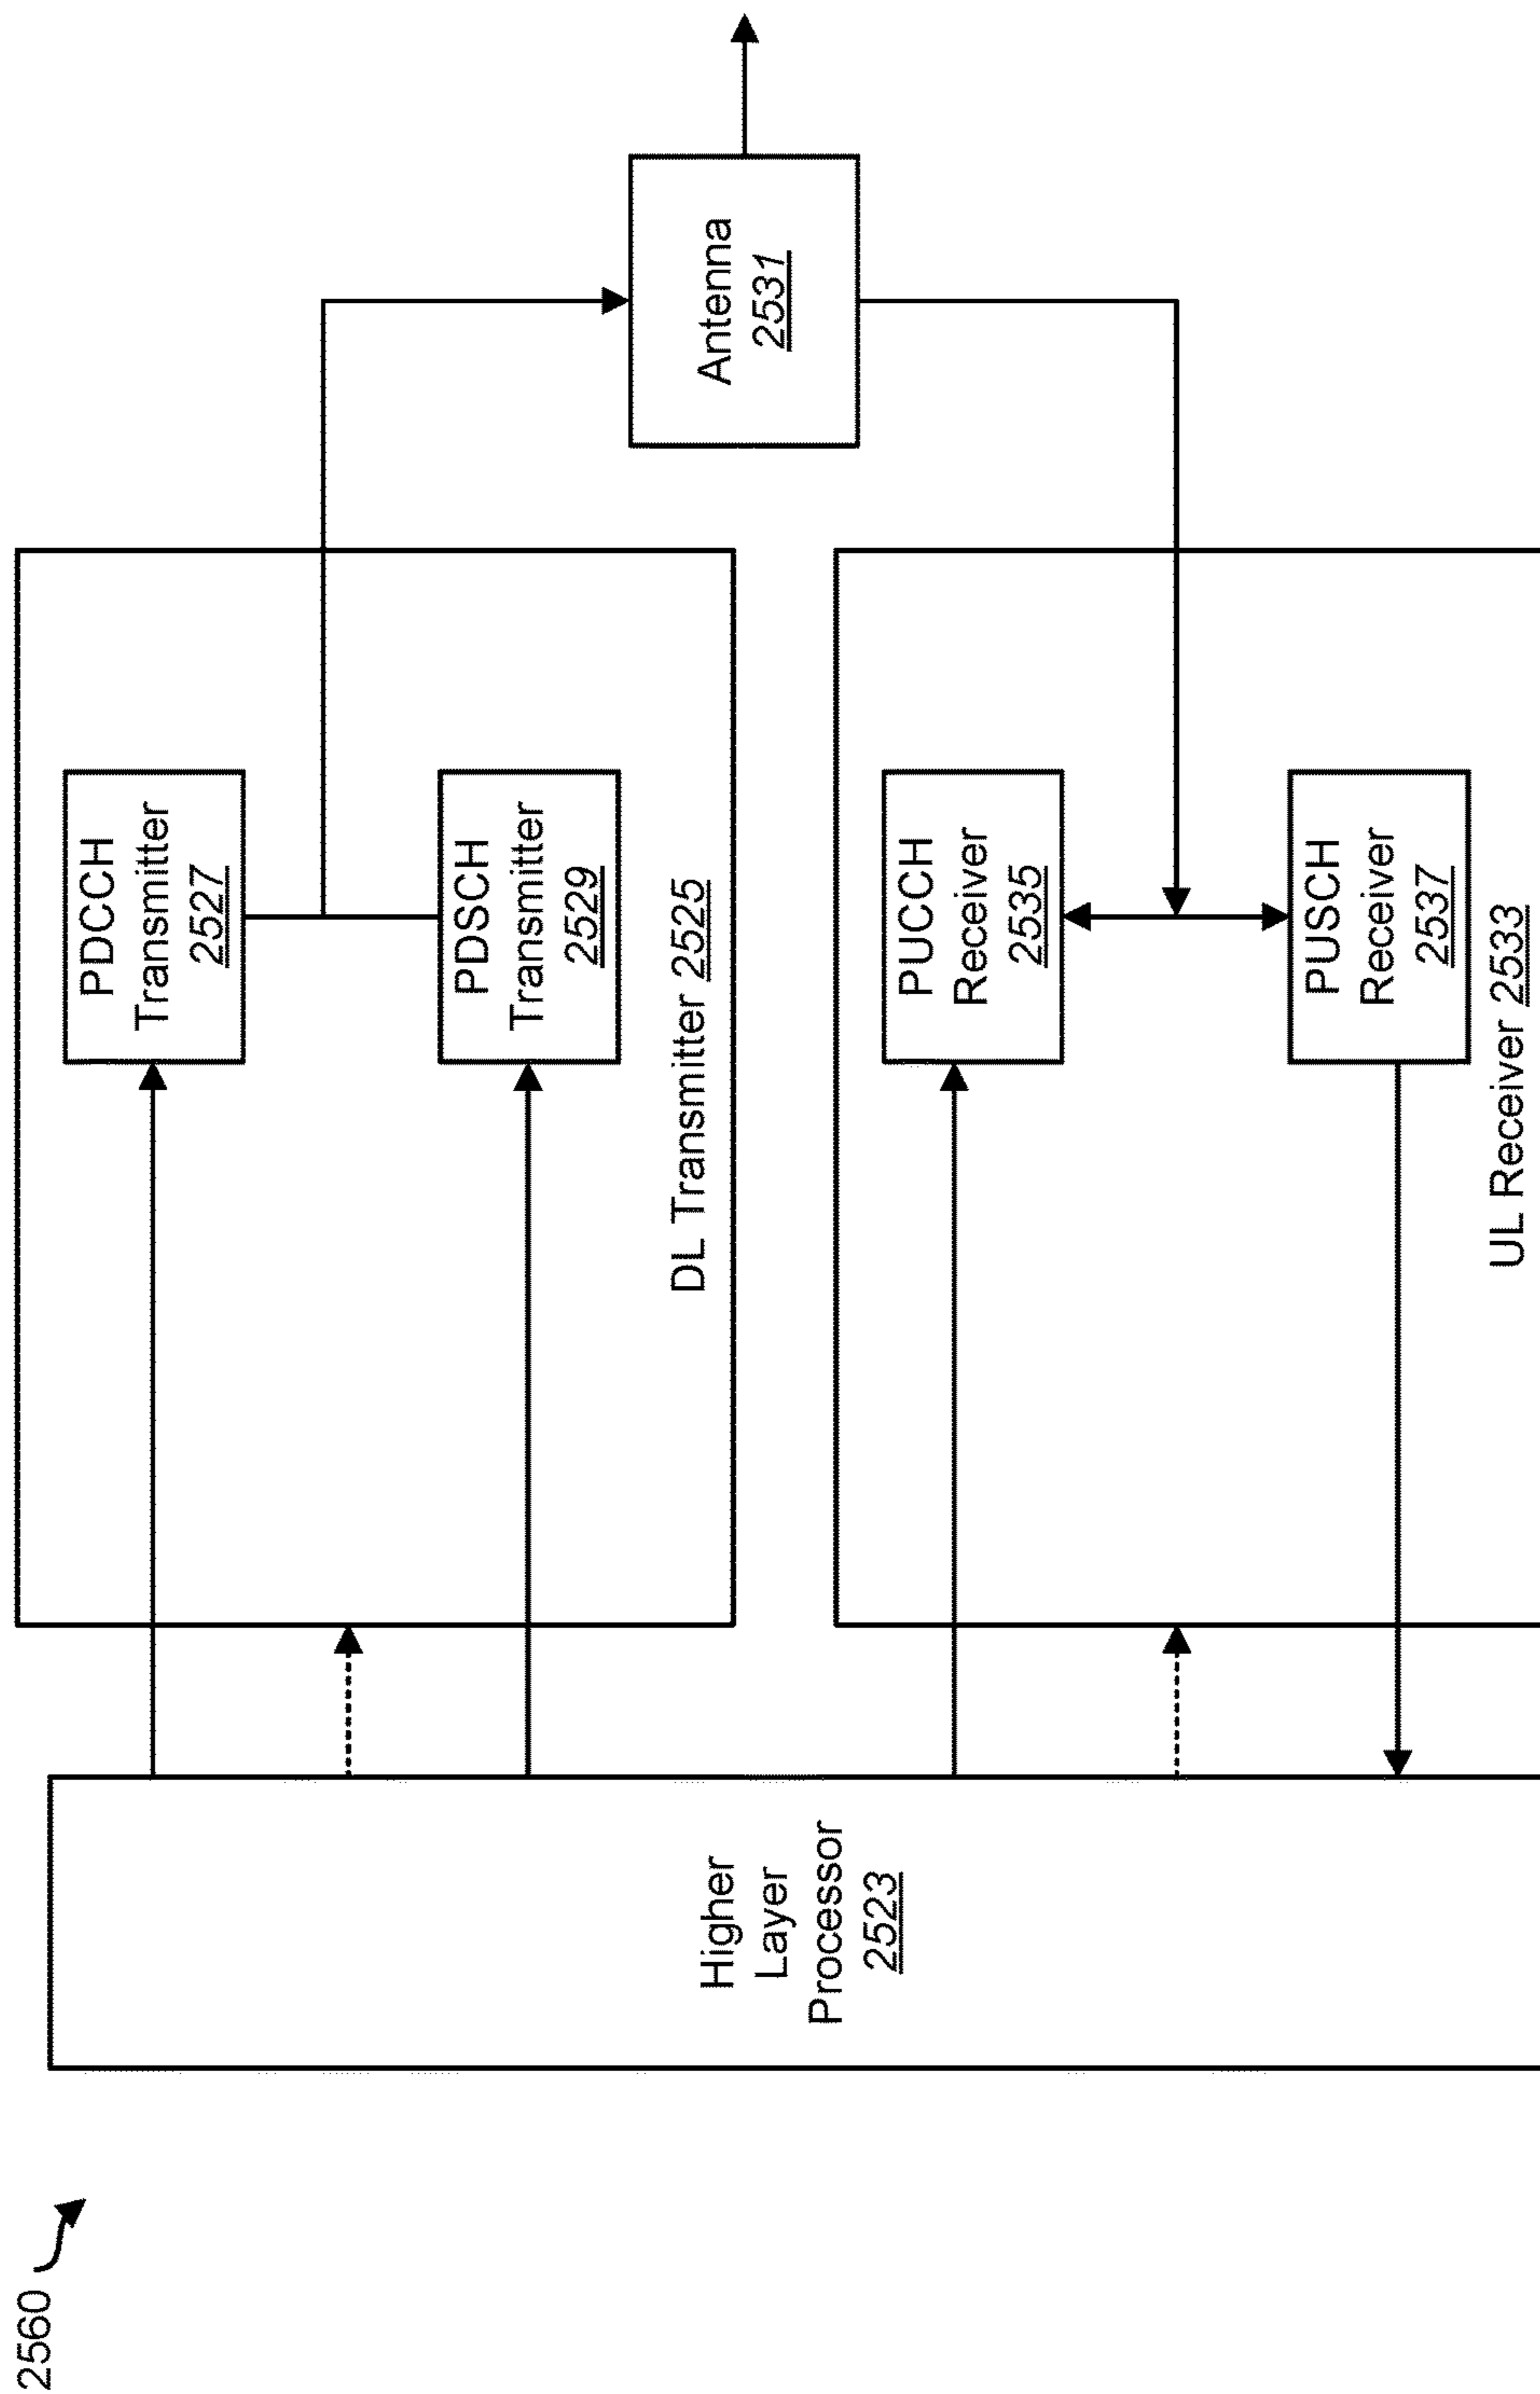 2560
Higher
Layer
Processor
2523
PDCCH
Transmitter
2527
PDSCH
Transmitter
2529
DL Transmitter 2525
PUCCH
Receiver
2535
PUSCH
Receiver
2537
UL Receiver 2533
Antenna
2531